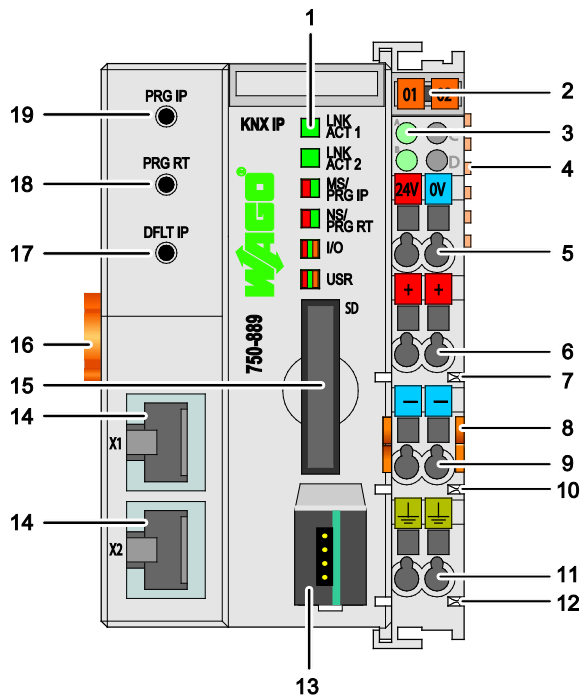 1
19
PRG IP
KNX IP
LNK
ACT 1
LNK
ACT 2
MS/
PRG IP
NS/
PRG RT
I/O
USR
01
02
2
A
C
3
B
D
4
18
PRG RT
24V
0V
17
DFLT IP
5
WAGO
®
+
+
16
750-889
SD
6
15
7
14
X1
—
—
8
9
10
14
X2
11
12
13